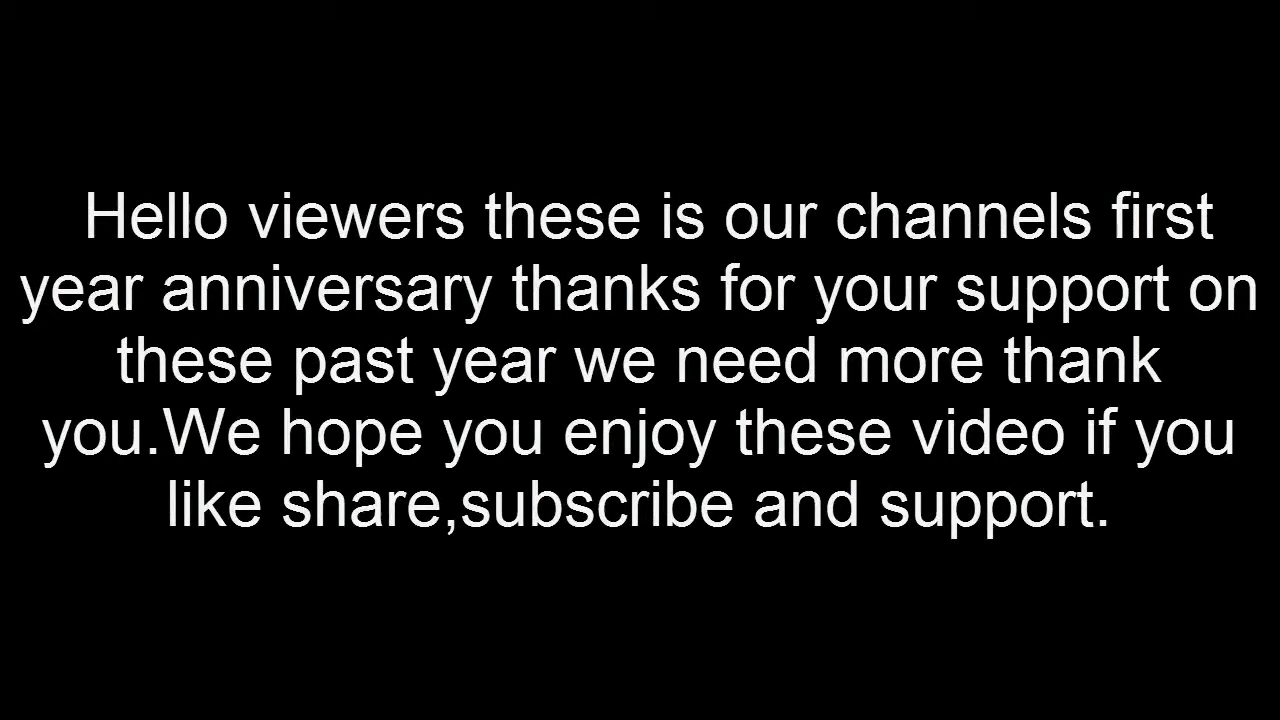 Hello viewers these is our channels first
year anniversary thanks for your support on
these past year we need more thank
you.We hope you enjoy these video if you
like share,subscribe and support.